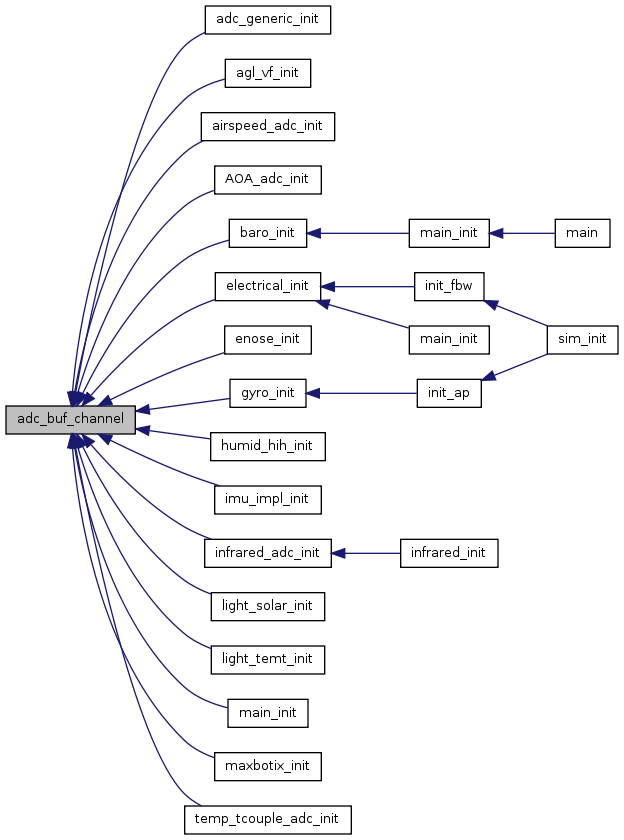 adc_generic_init
agl_vf_init
airspeed_adc_init
AOA_adc_init
baro_init
main_init
main
electrical_init
init_fbw
main_init
sim_init
enose_init
gyro_init
init_ap
adc_buf_channel
humid_hih_init
imu_impl_init
infrared_adc_init
infrared_init
light_solar_init
light_temt_init
main_init
maxbotix_init
temp_tcouple_adc_init